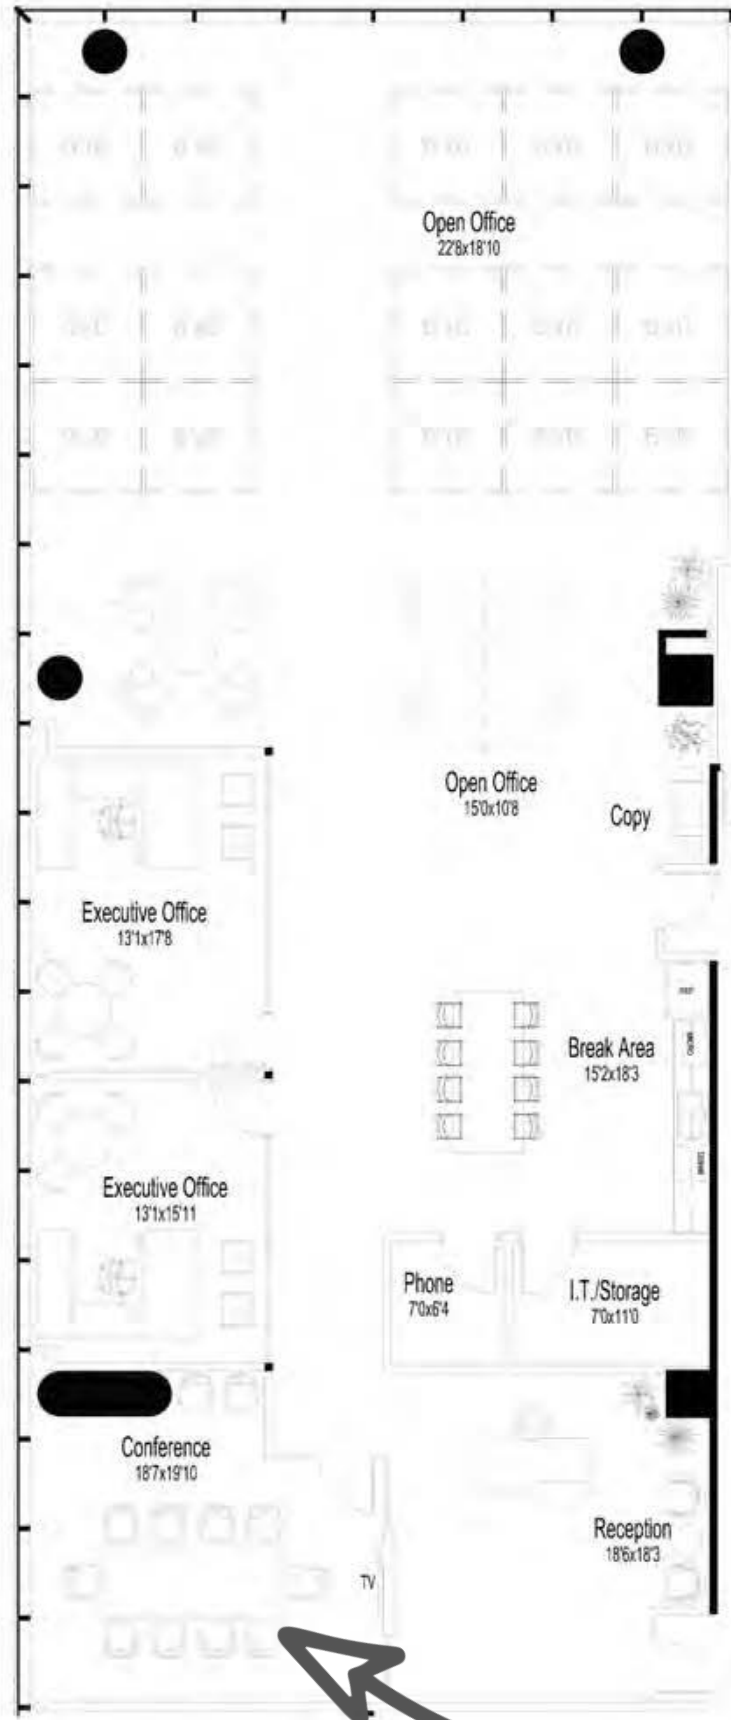 Open Office
22'8x18'10
Open Office
15'0x10'8
Copy
Executive Office
13'1x17'8
REF
MICRO
Break Area
15'2x18'3
Executive Office
13'1x15'11
Phone
7'0x6'4
I.T./Storage
7'0x11'0
Conference
18'7x19'10
Reception
18'6x18'3
TV